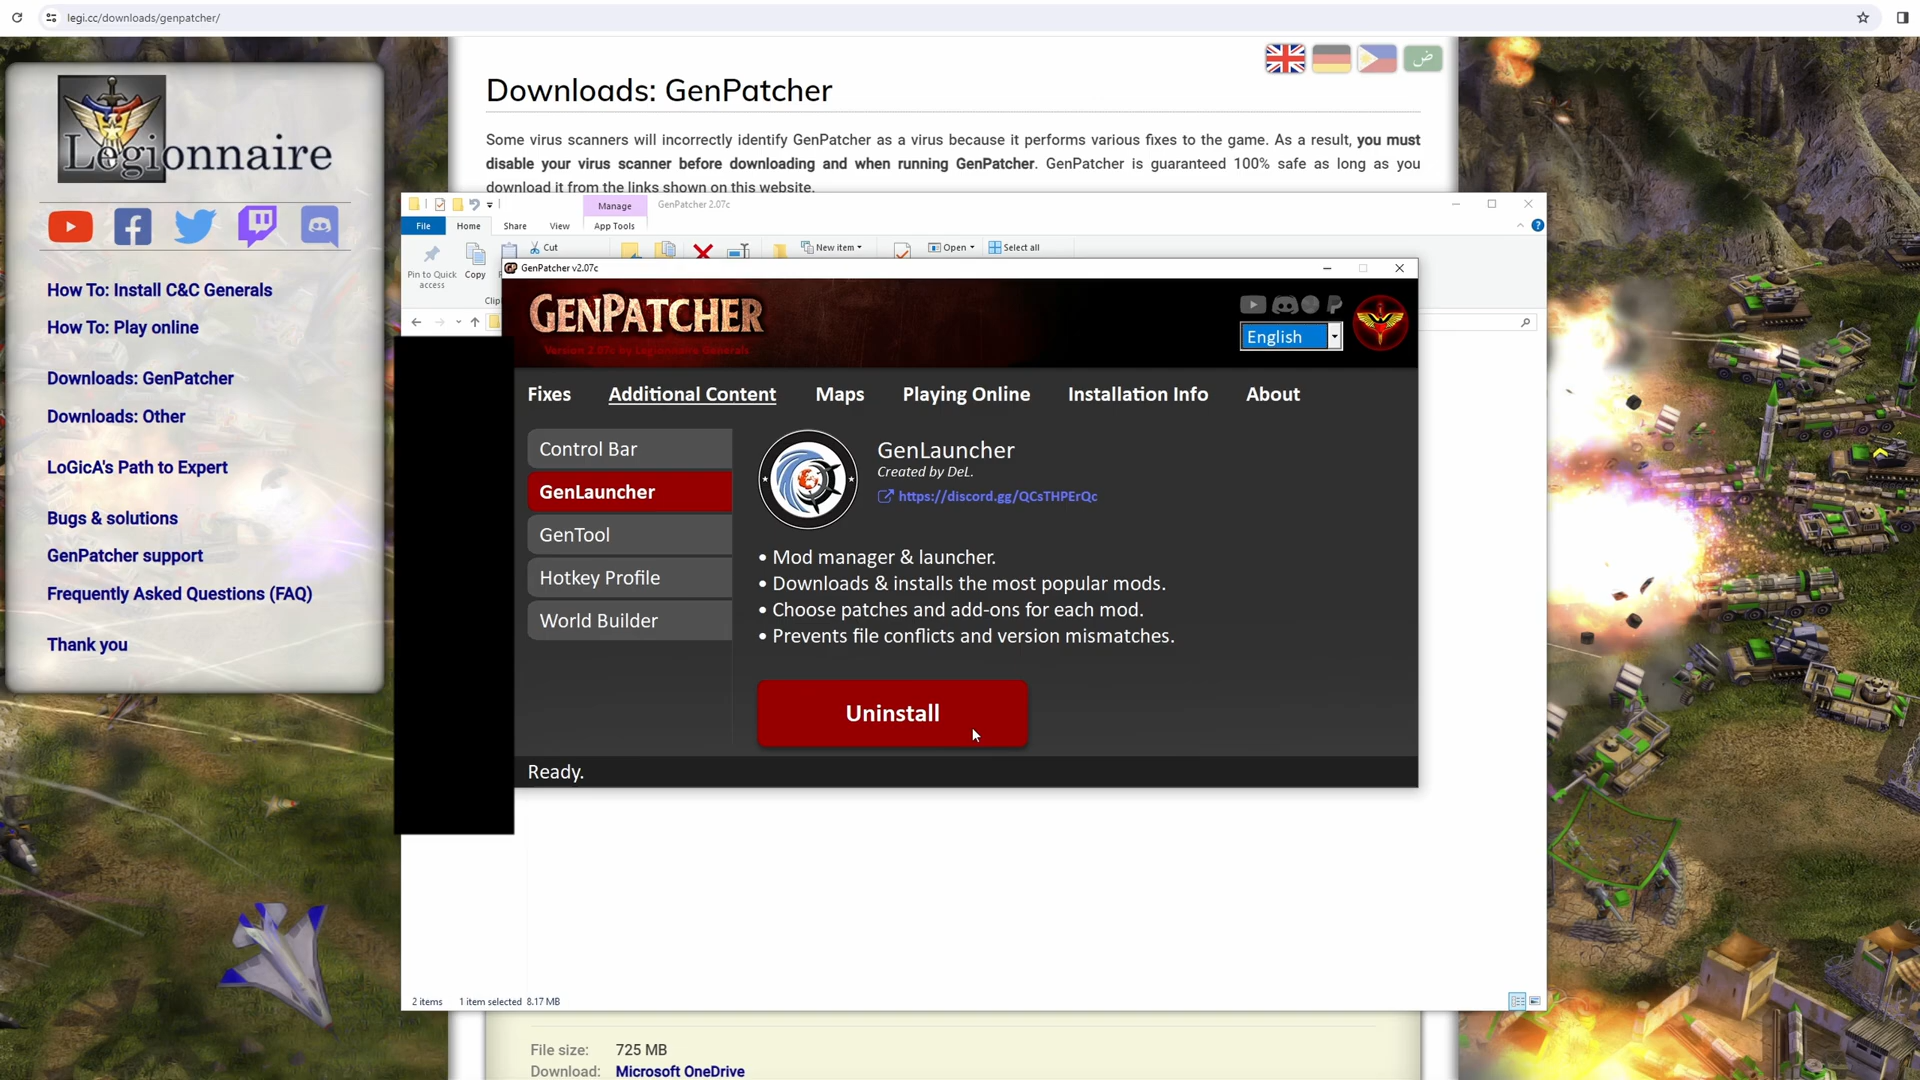 legi.cc/downloads/genpatcher/
Legionnaire
How To: Install C&C Generals
How To: Play online
Downloads: GenPatcher
Downloads: Other
LoGicA's Path to Expert
Bugs & solutions
GenPatcher support
Frequently Asked Questions (FAQ)
Thank you
ض
Downloads: GenPatcher
Some virus scanners will incorrectly identify GenPatcher as a virus because it performs various fixes to the game. As a result, you must
disable your virus scanner before downloading and when running GenPatcher. GenPatcher is guaranteed 100% safe as long as you
download it from the links shown on this website.
Manage
GenPatcher 2.07c
File
Home
Share
View
App Tools
Pin to Quick
access
Copy
Cut
New item
Open
Select all
GenPatcher v2.07c
GENPATCHER
Version 2.07c by Legionnaire Generals
English
Fixes
Additional Content
Maps
Playing Online
Installation Info
About
Control Bar
GenLauncher
GenTool
Hotkey Profile
World Builder
GenLauncher
Created by DeL.
https://discord.gg/QCsTHPErQc
• Mod manager & launcher.
• Downloads & installs the most popular mods.
• Choose patches and add-ons for each mod.
• Prevents file conflicts and version mismatches.
Uninstall
Ready.
2 items
1 item selected 8.17 MB
File size: 725 MB
Download: Microsoft OneDrive